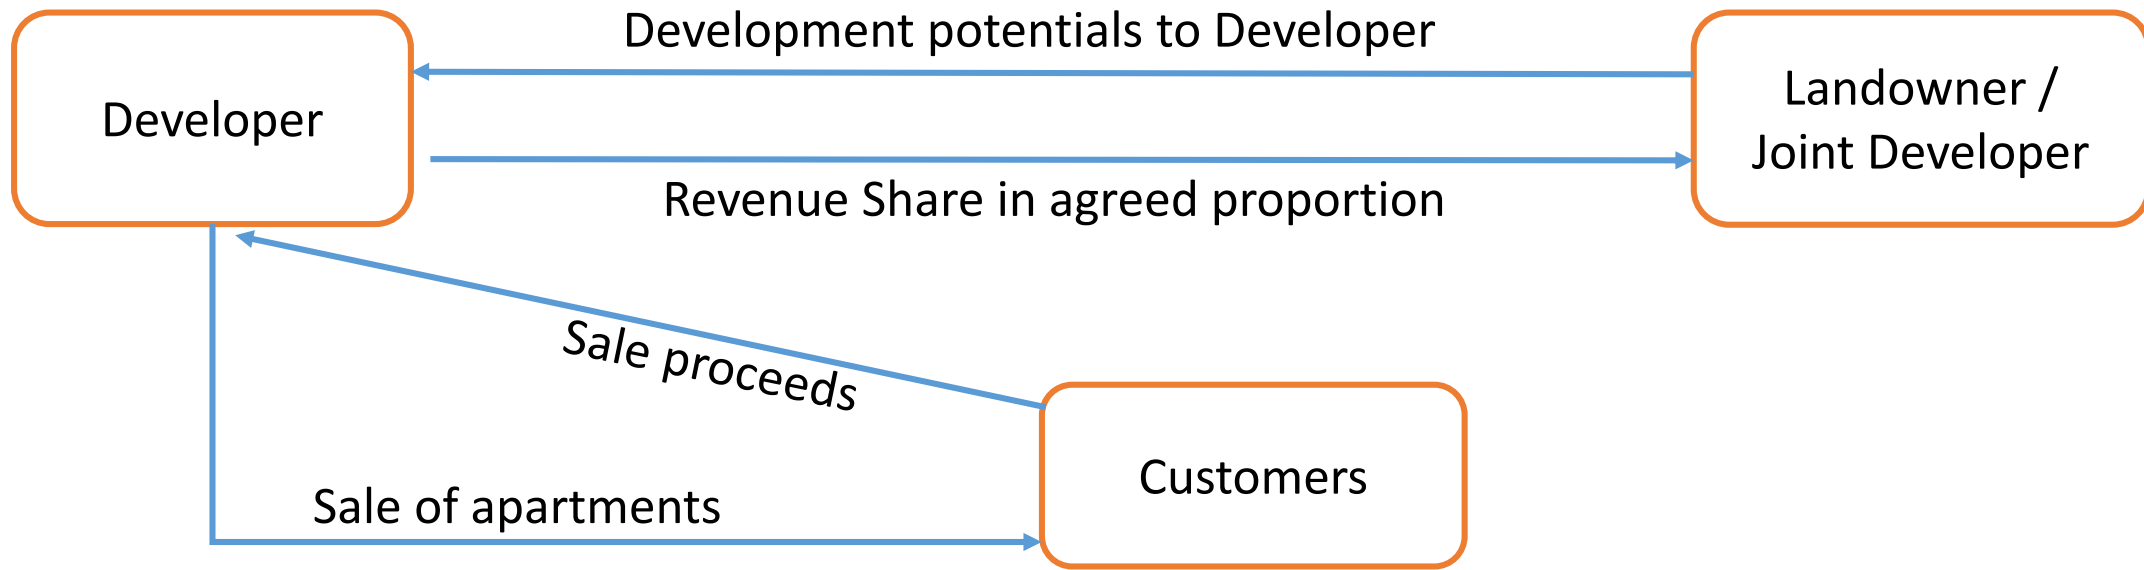 Development potentials to Developer
Developer
Landowner /
Joint Developer
Revenue Share in agreed proportion
Sale proceeds
Customers
Sale of apartments